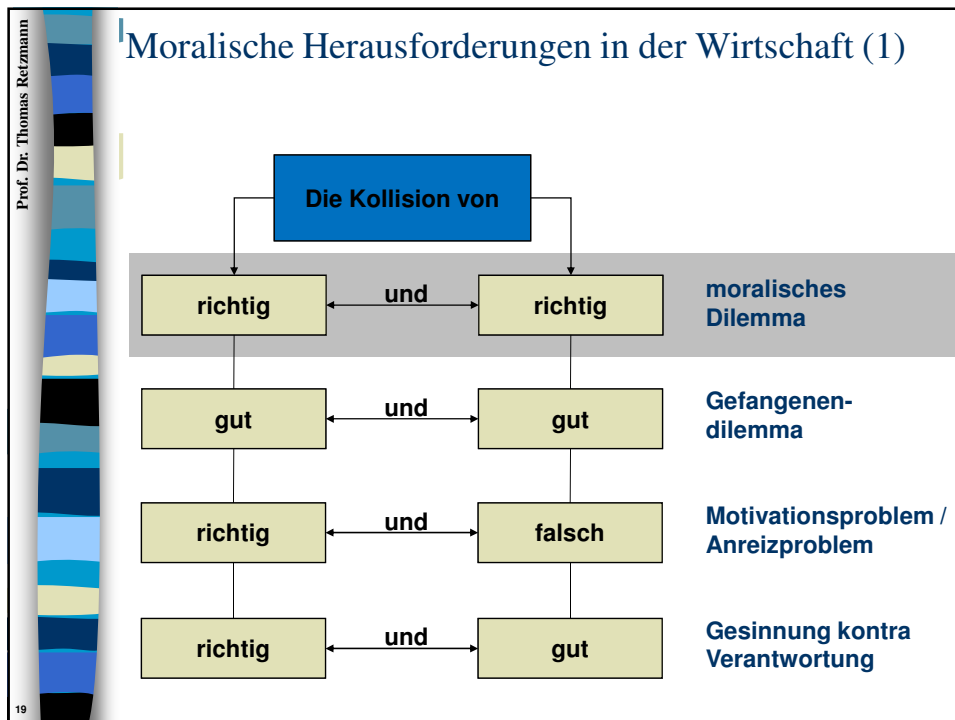 Prof. Dr. Thomas Retzmann
Moralische Herausforderungen in der Wirtschaft (1)
Die Kollision von
richtig und richtig
moralisches
Dilemma
gut und gut
Gefangenen-
dilemma
richtig und falsch
Motivationsproblem /
Anreizproblem
richtig und gut
Gesinnung kontra
Verantwortung
19